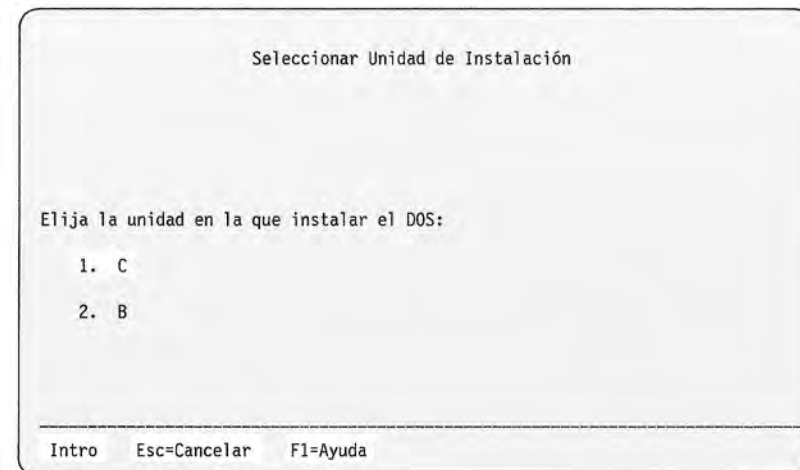 Seleccionar Unidad de Instalación
Elija la unidad en la que instalar el DOS:
1. C
2. B
Intro Esc=Cancelar F1=Ayuda